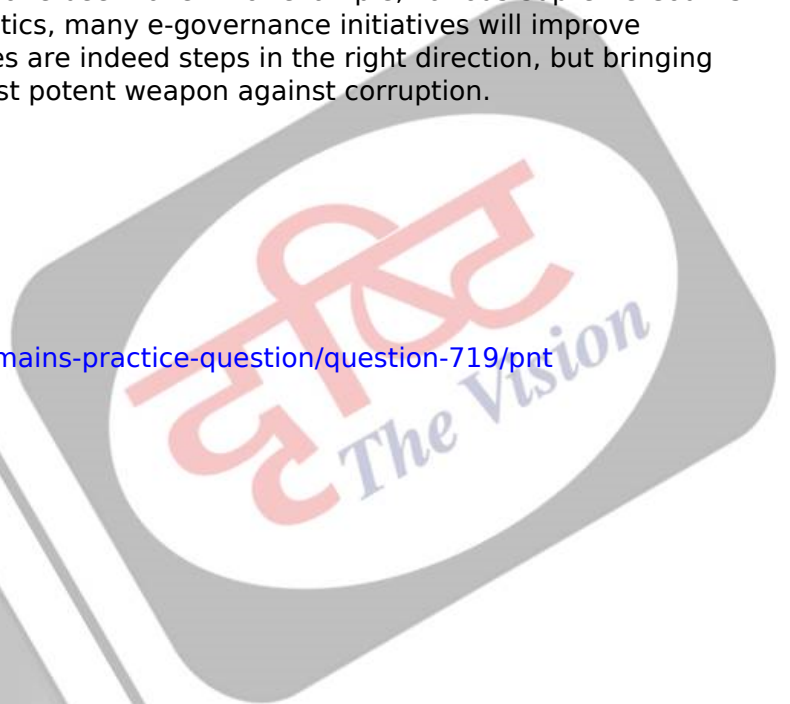 tics, many e-governance initiatives will improve
es are indeed steps in the right direction, but bringing
st potent weapon against corruption.
दृष्टि
The Vision
mains-practice-question/question-719/pnt